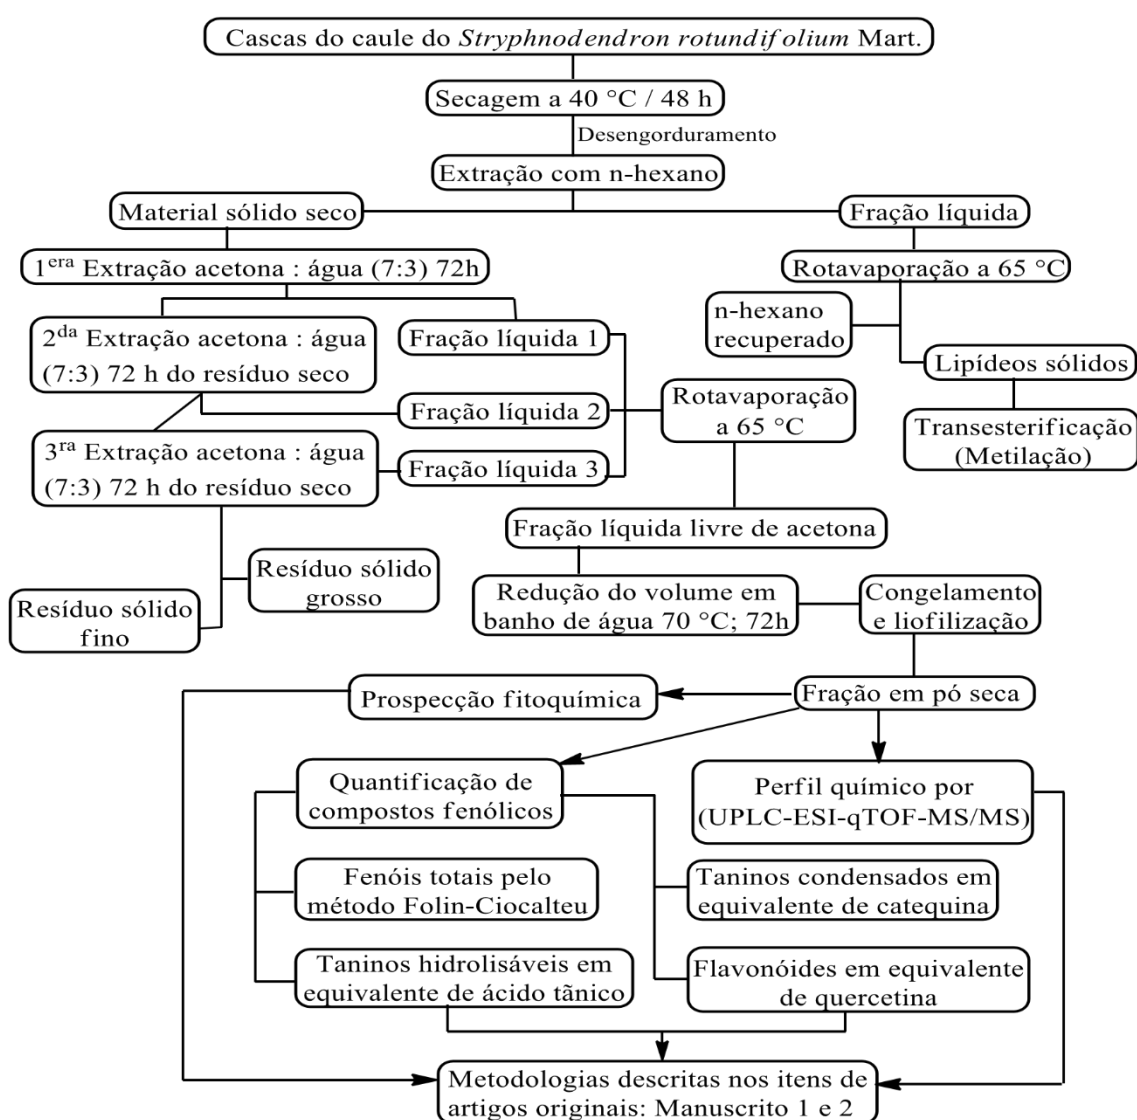 Cascas do caule do Stryphnodendron rotundifolium Mart.
Secagem a 40 °C / 48 h
Desengorduramento
Extração com n-hexano
Material sólido seco
Fração líquida
1era Extração acetona : água (7:3) 72h
Rotavaporação a 65 °C
2da Extração acetona : água
(7:3) 72 h do resíduo seco
Fração líquida 1
n-hexano
recuperado
Lipídeos sólidos
Fração líquida 2
Rotavaporação
a 65 °C
Transesterificação
(Metilação)
3ra Extração acetona : água
(7:3) 72 h do resíduo seco
Fração líquida 3
Fração líquida livre de acetona
Resíduo sólido
grosso
Resíduo sólido
fino
Redução do volume em
banho de água 70 °C; 72h
Congelamento
e liofilização
Prospecção fitoquímica
Fração em pó seca
Quantificação de
compostos fenólicos
Perfil químico por
(UPLC-ESI-qTOF-MS/MS)
Fenóis totais pelo
método Folin-Ciocalteu
Taninos condensados em
equivalente de catequina
Taninos hidrolisáveis em
equivalente de ácido tãnico
Flavonóides em equivalente
de quercetina
Metodologias descritas nos itens de
artigos originais: Manuscrito 1 e 2